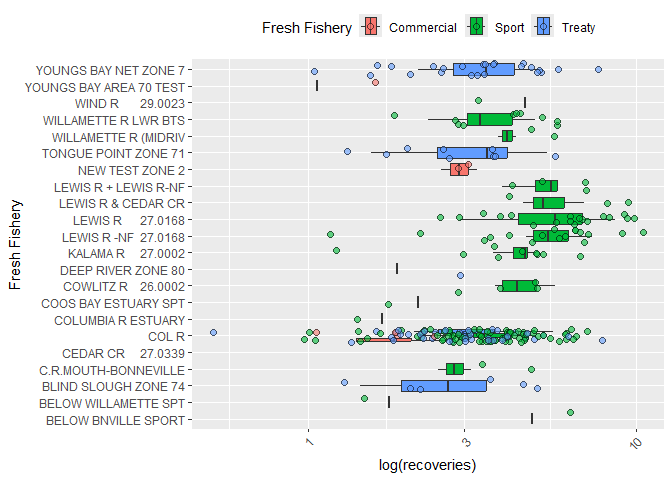 Fresh Fishery Commercial Sport Treaty
YOUNGS BAY NET ZONE 7
YOUNGS BAY AREA 70 TEST
WIND R 29.0023
WILLAMETTE R LWR BTS
WILLAMETTE R (MIDRIV
TONGUE POINT ZONE 71
NEW TEST ZONE 2
LEWIS R + LEWIS R-NF
LEWIS R & CEDAR CR
LEWIS R 27.0168
LEWIS R -NF 27.0168
KALAMA R 27.0002
DEEP RIVER ZONE 80
COWLITZ R 26.0002
COOS BAY ESTUARY SPT
COLUMBIA R ESTUARY
COL R
CEDAR CR 27.0339
C.R.MOUTH-BONNEVILLE
BLIND SLOUGH ZONE 74
BELOW WILLAMETTE SPT
BELOW BNVILLE SPORT
Fresh Fishery
1 3 10
log(recoveries)